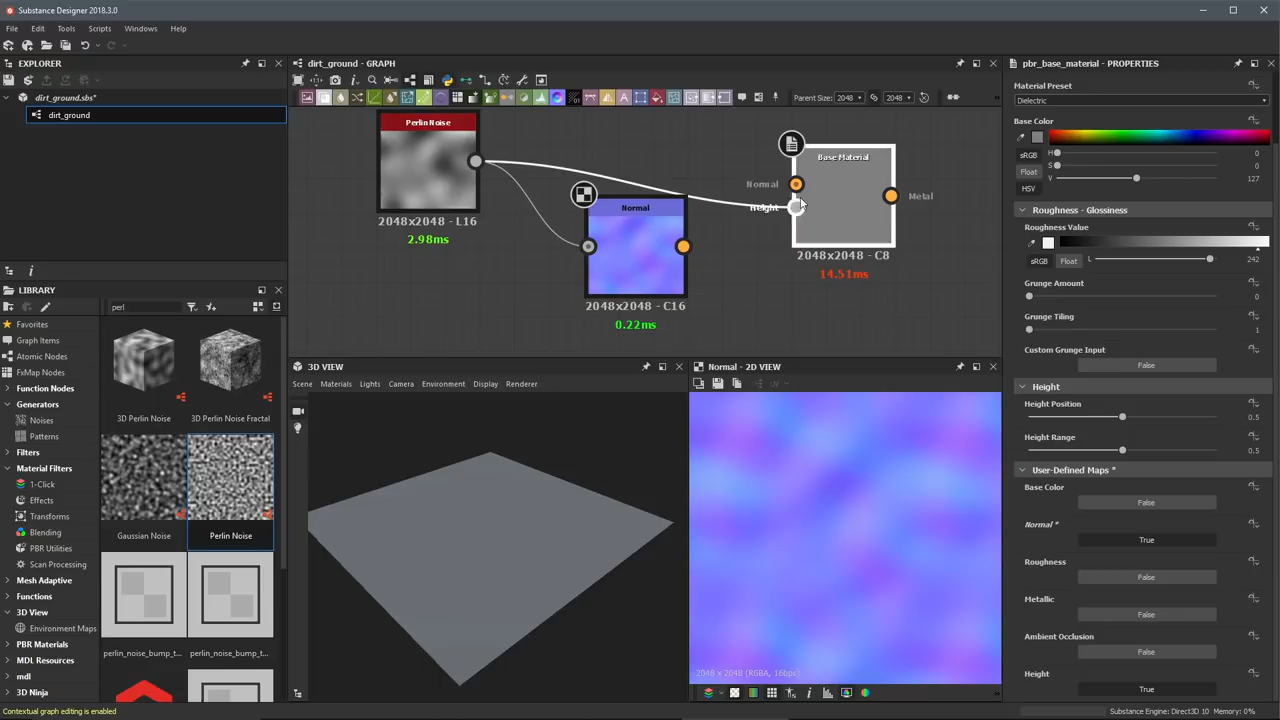 Substance Designer 2018.3.0
File Edit Tools Scripts Windows Help
EXPLORER
dirt_ground.sbs*
dirt_ground
LIBRARY
perl
Favorites
Graph Items
Atomic Nodes
FxMap Nodes
Function Nodes
Generators
Noises
Patterns
Filters
Material Filters
1-Click
Effects
Transforms
Blending
PBR Utilities
Scan Processing
Mesh Adaptive
Functions
3D View
Environment Maps
PBR Materials
MDL Resources
mdl
3D Ninja
3D Perlin Noise
3D Perlin Noise Fractal
Gaussian Noise
Perlin Noise
perlin_noise_bump_t...
perlin_noise_bump_t...
dirt_ground - GRAPH
Parent Size: 2048 2048
Perlin Noise
2048x2048 - L16
2.98ms
Normal
2048x2048 - C16
0.22ms
Base Material
Normal
Height
Metal
2048x2048 - C8
14.51ms
3D VIEW
Scene Materials Lights Camera Environment Display Renderer
Normal - 2D VIEW
UV
2048 x 2048 (RGBA, 16bpc)
pbr_base_material - PROPERTIES
Material Preset
Dielectric
Base Color
sRGB
Float
HSV
H 0
S 0
V 127
Roughness - Glossiness
Roughness Value
sRGB Float L 242
Grunge Amount
0
Grunge Tiling
1
Custom Grunge Input
False
Height
Height Position
0.5
Height Range
0.5
User-Defined Maps *
Base Color
False
Normal *
True
Roughness
False
Metallic
False
Ambient Occlusion
False
Height
True
Contextual graph editing is enabled
Substance Engine: Direct3D 10 Memory: 0%